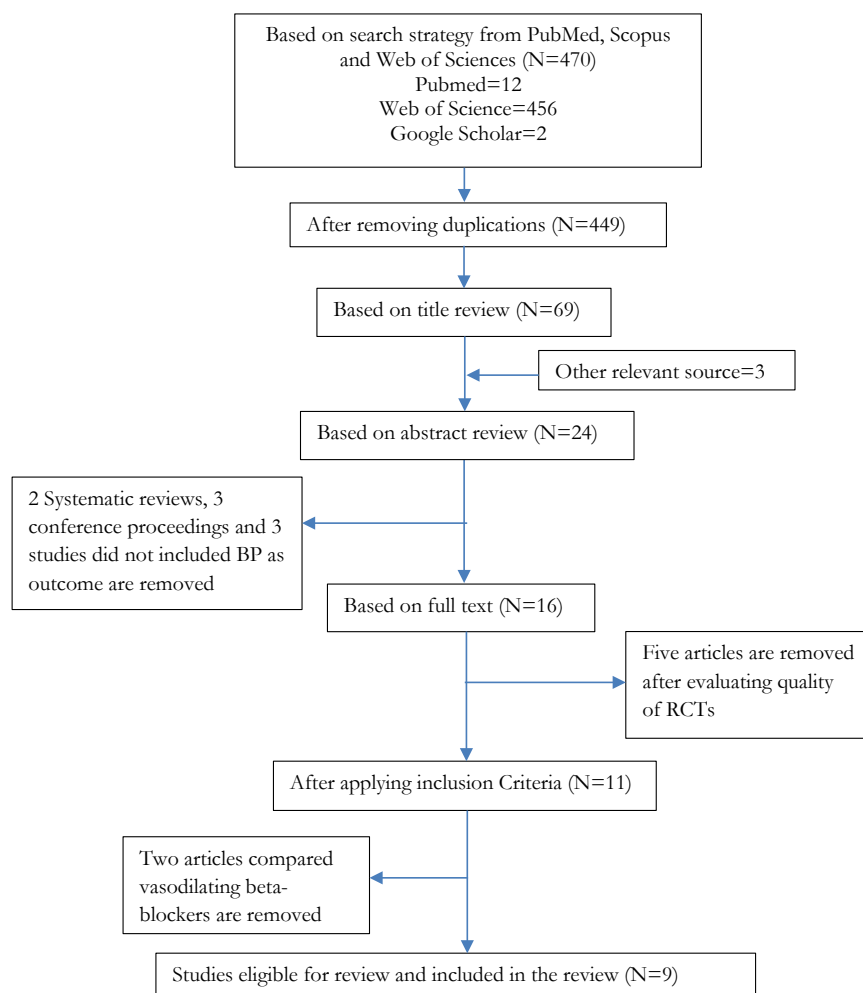 Based on search strategy from PubMed, Scopus
and Web of Sciences (N=470)
Pubmed=12
Web of Science=456
Google Scholar=2
After removing duplications (N=449)
Based on title review (N=69)
Other relevant source=3
Based on abstract review (N=24)
2 Systematic reviews, 3
conference proceedings and 3
studies did not included BP as
outcome are removed
Based on full text (N=16)
Five articles are removed
after evaluating quality
of RCTs
After applying inclusion Criteria (N=11)
Two articles compared
vasodilating beta-
blockers are removed
Studies eligible for review and included in the review (N=9)